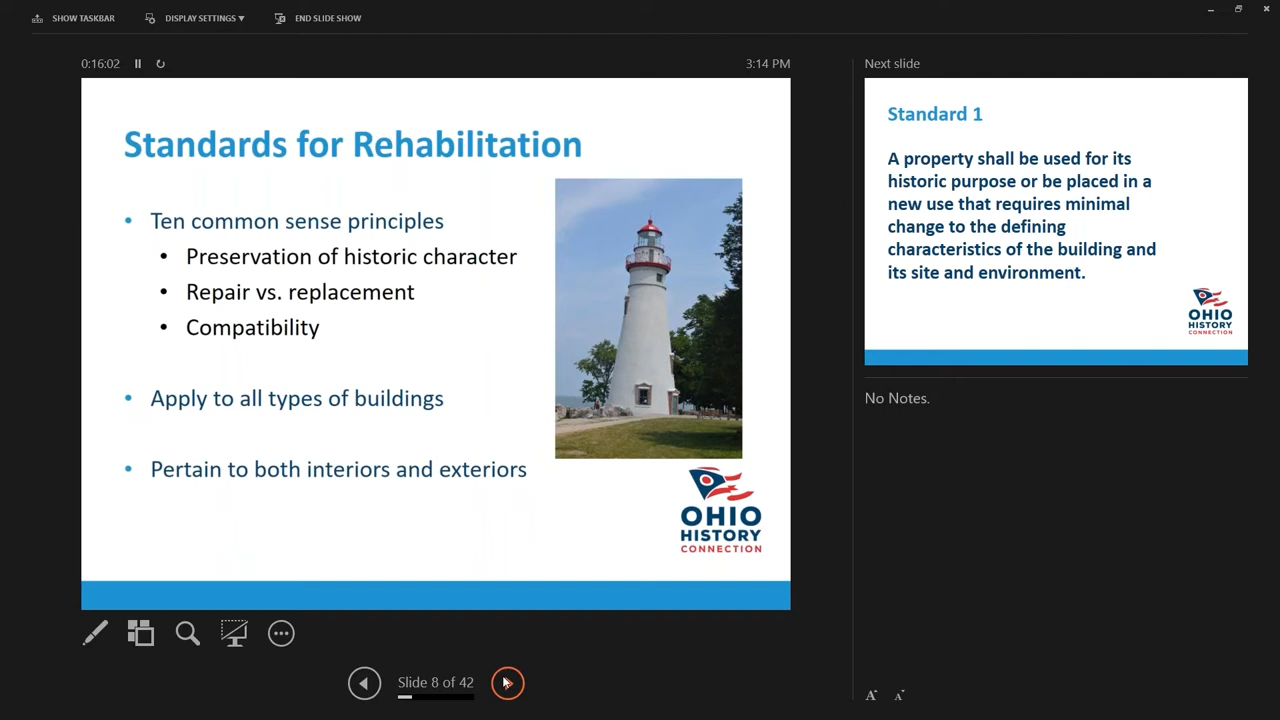 SHOW TASKBAR
DISPLAY SETTINGS ▼
END SLIDE SHOW
0:16:02
3:14 PM
Standards for Rehabilitation
• Ten common sense principles
• Preservation of historic character
• Repair vs. replacement
• Compatibility
• Apply to all types of buildings
• Pertain to both interiors and exteriors
OHIO
HISTORY
CONNECTION
Slide 8 of 42
Next slide
Standard 1
A property shall be used for its
historic purpose or be placed in a
new use that requires minimal
change to the defining
characteristics of the building and
its site and environment.
OHIO
HISTORY
CONNECTION
No Notes.
A A